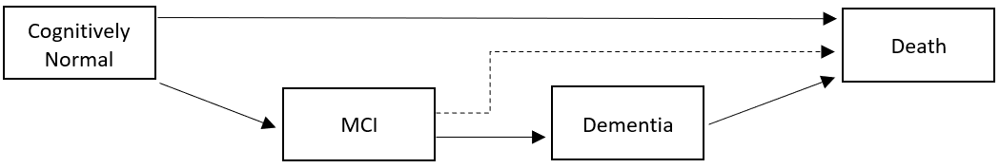 Cognitively
Normal
Death
MCI
Dementia